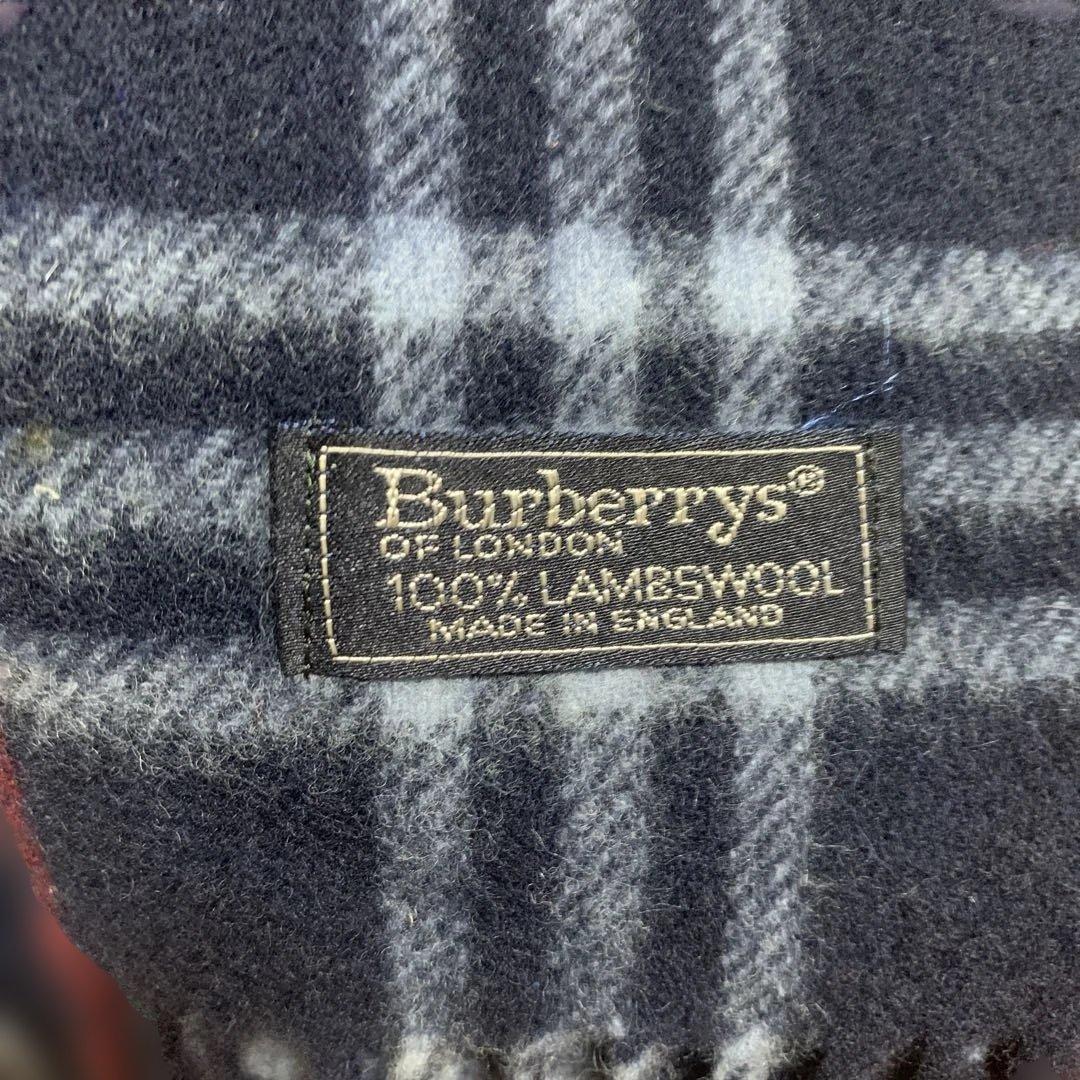 Burberrys®
OF LONDON
100% LAMBSWOOL
MADE IN ENGLAND